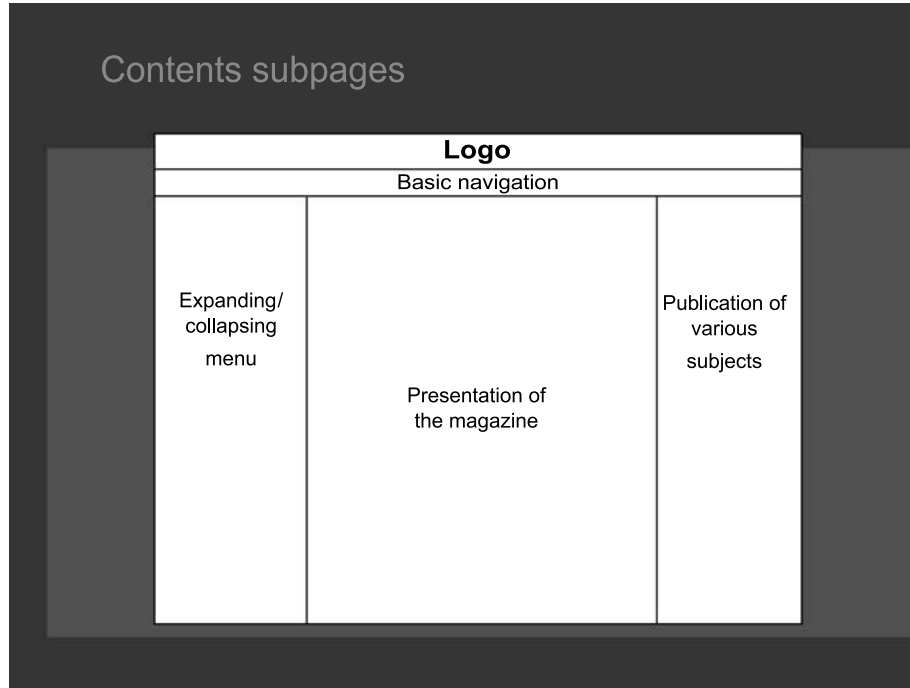 Contents subpages
Logo
Basic navigation
Expanding/
collapsing
menu
Presentation of
the magazine
Publication of
various
subjects